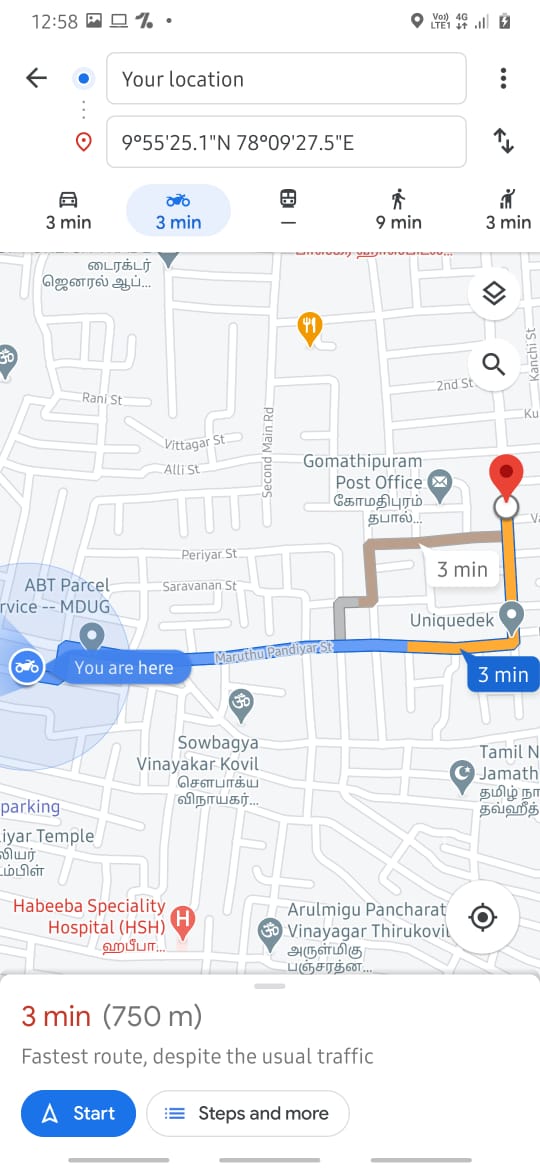 12:58
Vo)) LTE1 4G
Your location
9°55'25.1"N 78°09'27.5"E
3 min
3 min
—
9 min
3 min
டைரக்டர்
ஜெனரல் ஆப்...
Kanchi St
Rani St
2nd St
Ku
Vittagar St
Alli St
Second Main Rd
Gomathipuram
Post Office
கோமதிபுரம்
தபால்...
Periyar St
Saravanan St
3 min
ABT Parcel
rvice -- MDUG
Uniquedek
You are here
Maruthu Pandiyar St
3 min
Sowbagya
Vinayakar Kovil
சௌபாக்ய
விநாயகர்...
Tamil N
Jamath
தமிழ் நா
தவ்ஹீத்
parking
iyar Temple
லியர்
டம்பிள்
Habeeba Speciality
Hospital (HSH)
ஹபீபா...
Arulmigu Pancharat
Vinayagar Thirukovil
அருள்மிகு
பஞ்சரத்ன...
3 min (750 m)
Fastest route, despite the usual traffic
Start
Steps and more